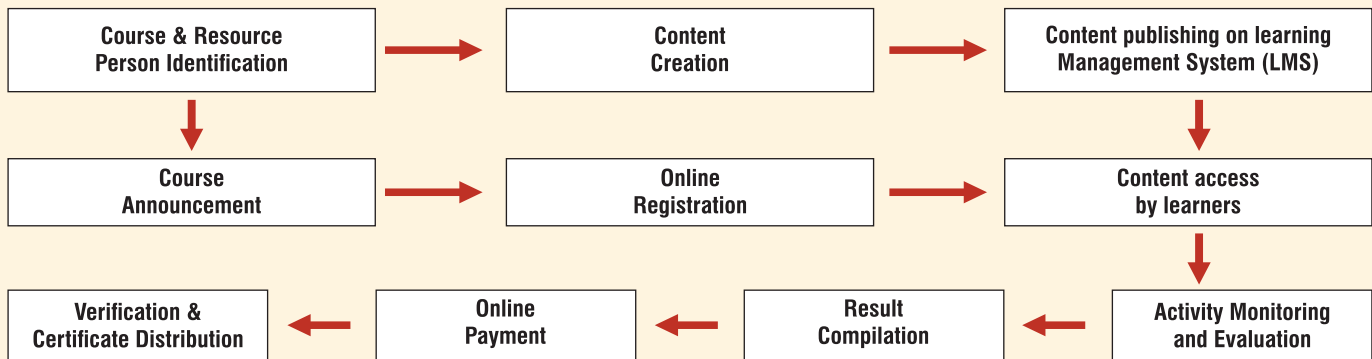 Course & Resource
Person Identification
Content
Creation
Content publishing on learning
Management System (LMS)
Course
Announcement
Online
Registration
Content access
by learners
Verification &
Certificate Distribution
Online
Payment
Result
Compilation
Activity Monitoring
and Evaluation